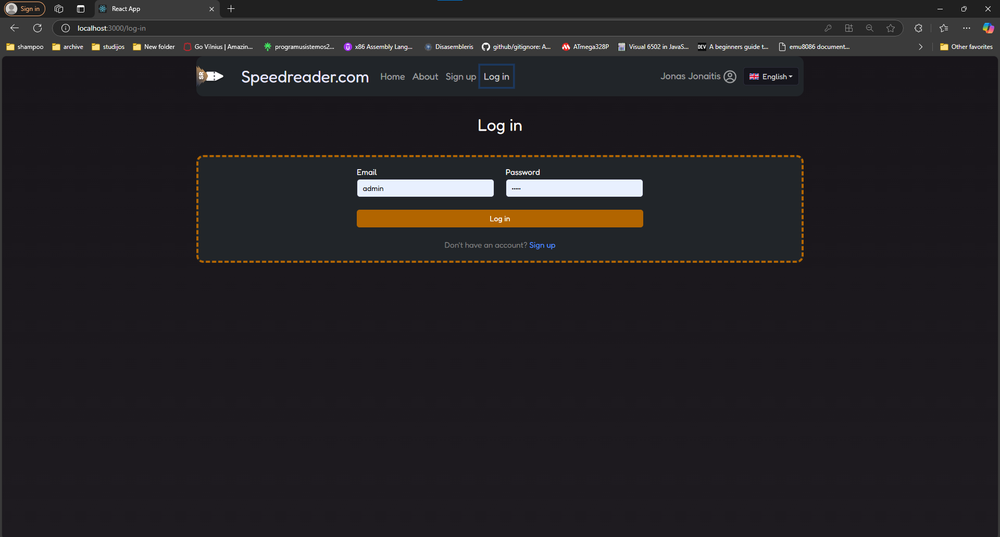 Sign in
React App
localhost:3000/log-in
shampoo
archive
studijos
New folder
Go Vilnius | Amazin...
programusistemos2...
x86 Assembly Lang...
Disasembleris
github/gitignore: A...
ATmega328P
Visual 6502 in JavaS...
DEV A beginners guide t...
emu8086 document...
Other favorites
SR
Speedreader.com
Home
About
Sign up
Log in
Jonas Jonaitis
English
Log in
Email
Password
admin
•••••
Log in
Don't have an account? Sign up